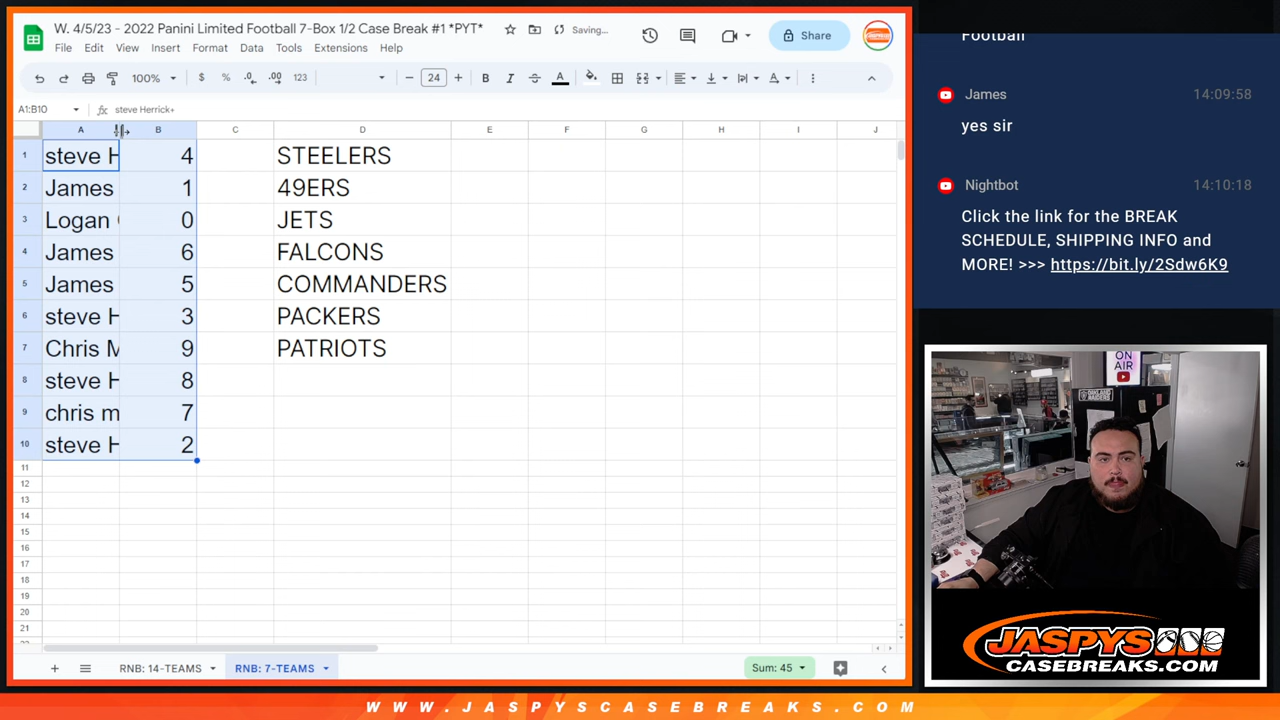 W. 4/5/23 - 2022 Panini Limited Football 7-Box 1/2 Case Break #1 *PYT*
Saving...
Share
File Edit View Insert Format Data Tools Extensions Help
100% $ % .0 .00 123 24 B I A
A1:B10 fx steve Herrick+
A B C D E F G H I J
1 steve H 4 STEELERS
2 James 1 49ERS
3 Logan 0 JETS
4 James 6 FALCONS
5 James 5 COMMANDERS
6 steve H 3 PACKERS
7 Chris M 9 PATRIOTS
8 steve H 8
9 chris m 7
10 steve H 2
11
12
13
14
15
16
17
18
19
20
21
RNB: 14-TEAMS RNB: 7-TEAMS Sum: 45
Football
James 14:09:58
yes sir
Nightbot 14:10:18
Click the link for the BREAK
SCHEDULE, SHIPPING INFO and
MORE! >>> https://bit.ly/2Sdw6K9
ON
AIR
JASPYS
CASEBREAKS.COM
WWW.JASPYSCASEBREAKS.COM